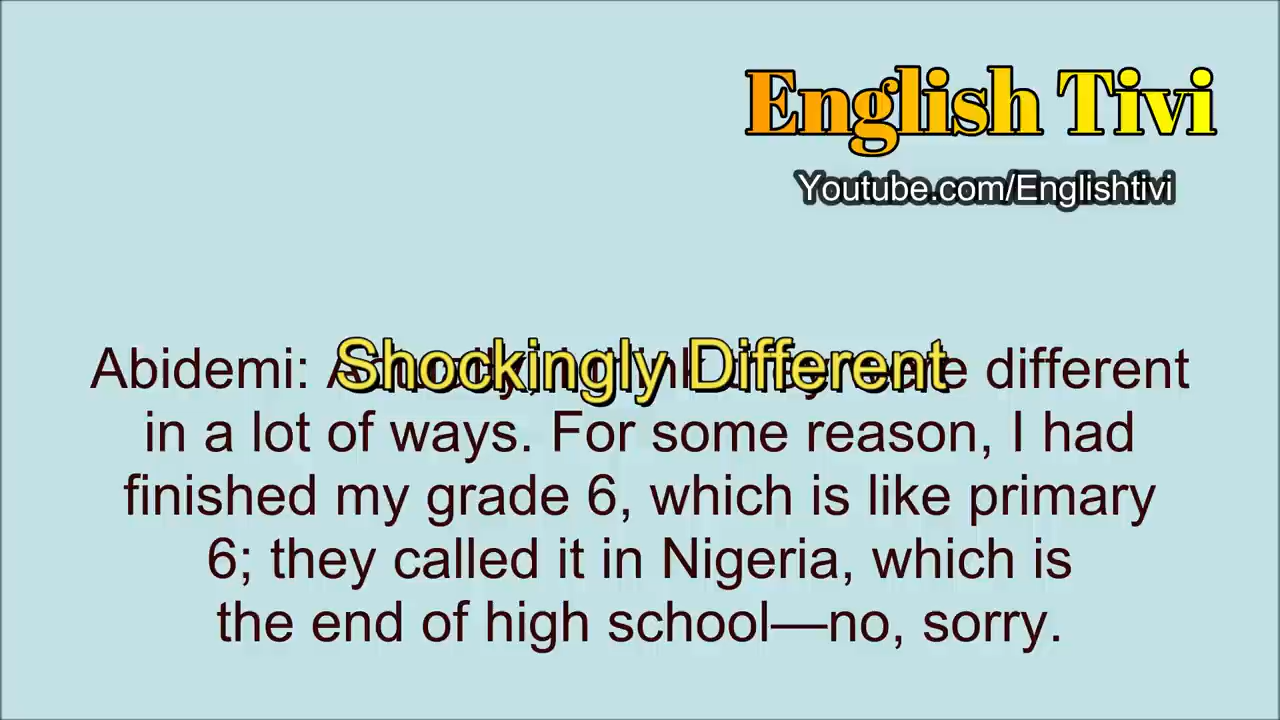 English Tivi
Youtube.com/Englishtivi
Shockingly Different
Abidemi: different
in a lot of ways. For some reason, I had
finished my grade 6, which is like primary
6; they called it in Nigeria, which is
the end of high school—no, sorry.